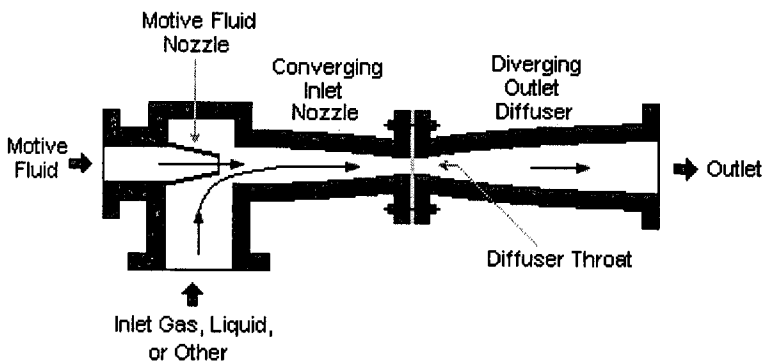 Motive Fluid
Nozzle
Converging
Inlet
Nozzle
Diverging
Outlet
Diffuser
Motive
Fluid
Outlet
Diffuser Throat
Inlet Gas, Liquid,
or Other